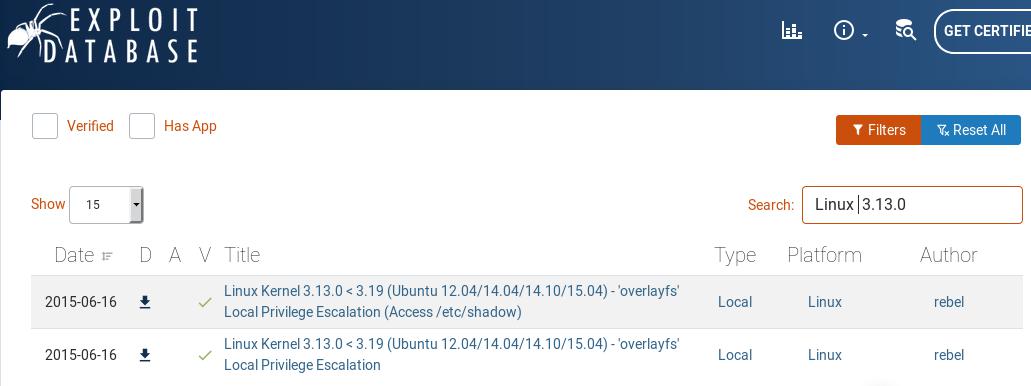 EXPLOIT
DATABASE
GET CERTIFIE
Verified Has App Filters Reset All
Show 15 Search: Linux 3.13.0
Date D A V Title Type Platform Author
2015-06-16 Linux Kernel 3.13.0 < 3.19 (Ubuntu 12.04/14.04/14.10/15.04) - 'overlayfs' Local Privilege Escalation (Access /etc/shadow) Local Linux rebel
2015-06-16 Linux Kernel 3.13.0 < 3.19 (Ubuntu 12.04/14.04/14.10/15.04) - 'overlayfs' Local Privilege Escalation Local Linux rebel